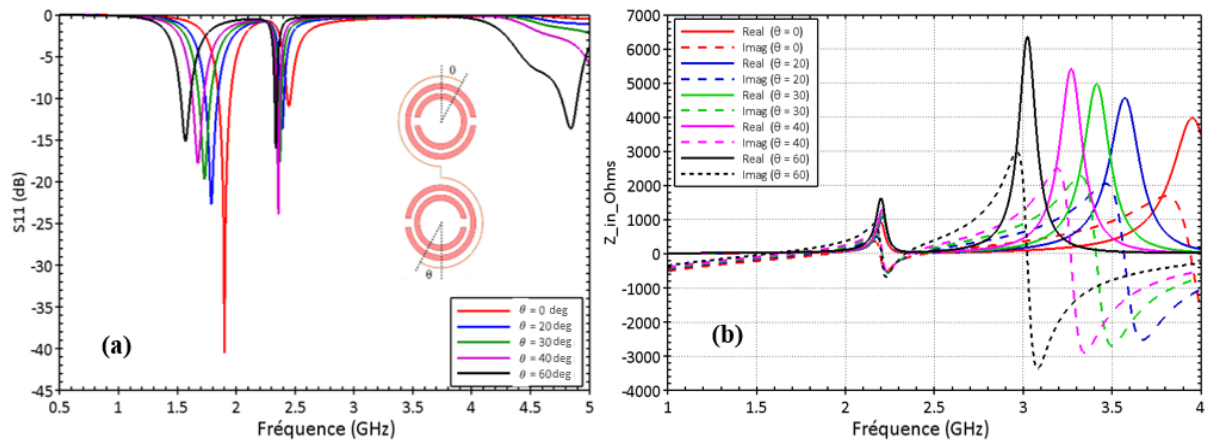 S11 (dB)
0
-5
-10
-15
-20
-25
-30
-35
-40
-45
θ
θ
(a)
θ = 0 deg
θ = 20 deg
θ = 30 deg
θ = 40 deg
θ = 60 deg
0.5 1 1.5 2 2.5 3 3.5 4 4.5 5
Fréquence (GHz)
Z_in_Ohms
7000
6000
5000
4000
3000
2000
1000
0
-1000
-2000
-3000
-4000
Real (θ = 0)
Imag (θ = 0)
Real (θ = 20)
Imag (θ = 20)
Real (θ = 30)
Imag (θ = 30)
Real (θ = 40)
Imag (θ = 40)
Real (θ = 60)
Imag (θ = 60)
(b)
1 1.5 2 2.5 3 3.5 4
Fréquence (GHz)